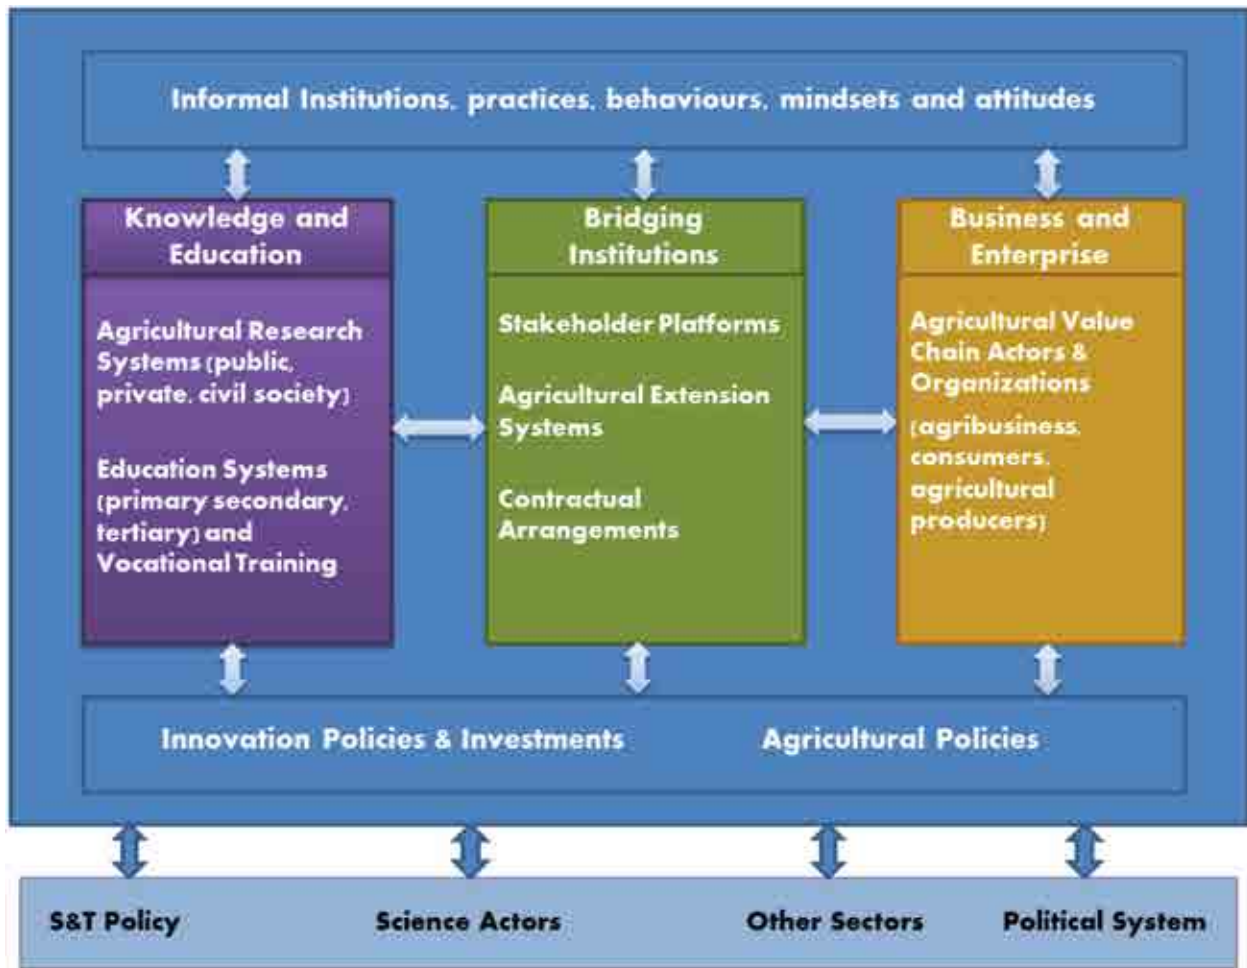 Informal Institutions, practices, behaviours, mindsets and attitudes
Knowledge and
Education
Agricultural Research
Systems (public,
private, civil society)
Education Systems
(primary secondary,
tertiary) and
Vocational Training
Bridging
Institutions
Stakeholder Platforms
Agricultural Extension
Systems
Contractual
Arrangements
Business and
Enterprise
Agricultural Value
Chain Actors &
Organizations
(agribusiness,
consumers,
agricultural
producers)
Innovation Policies & Investments
Agricultural Policies
S&T Policy
Science Actors
Other Sectors
Political System